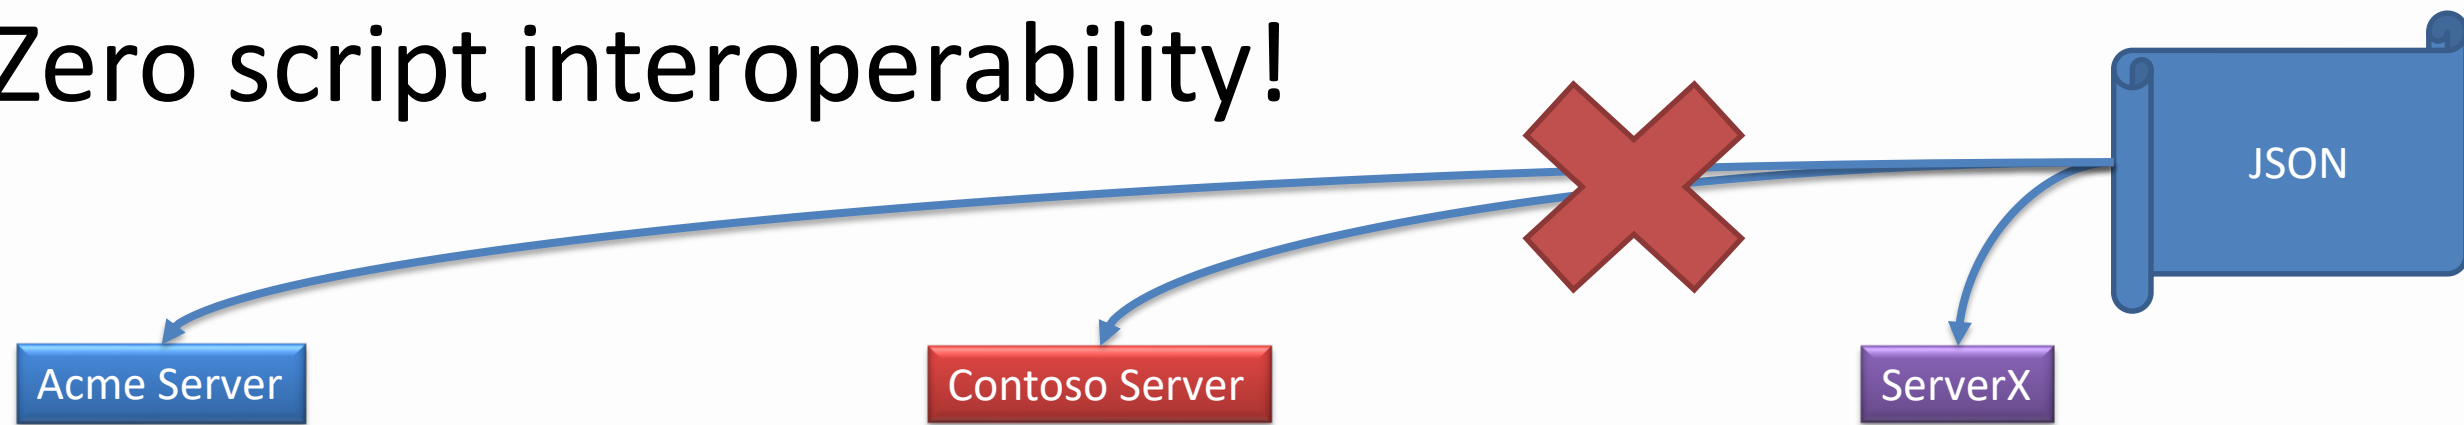 Zero script interoperability!
JSON
Acme Server
Contoso Server
ServerX